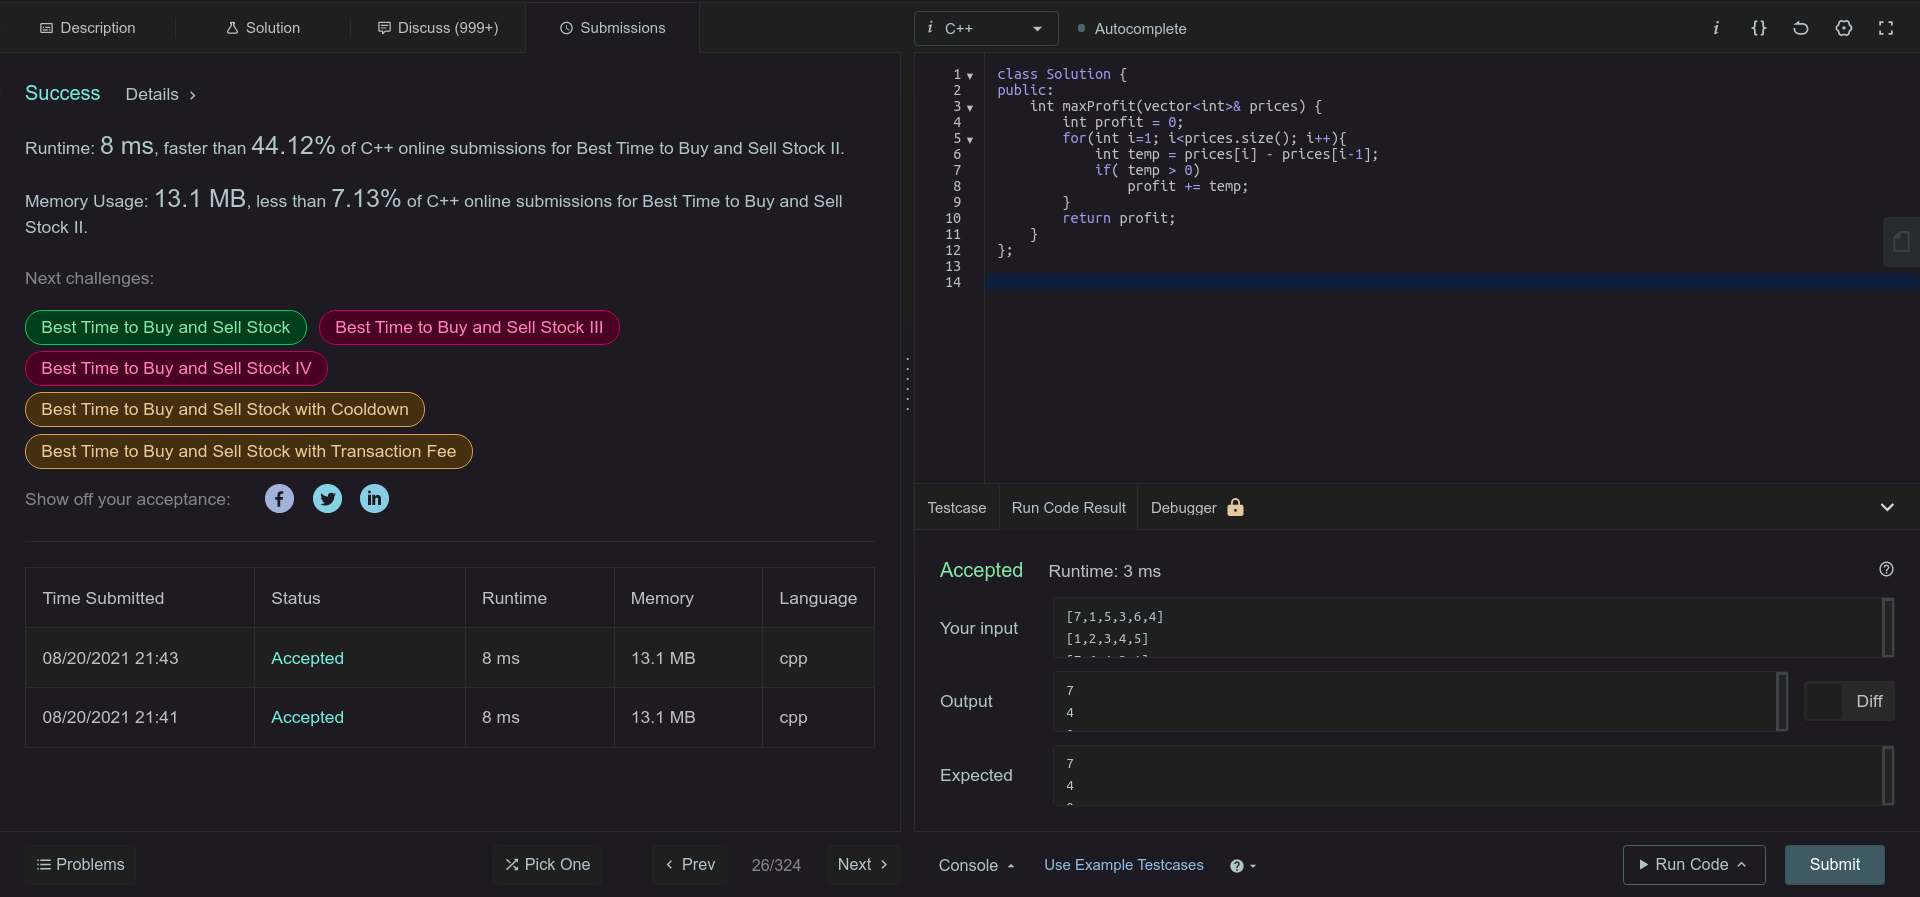 Description
Solution
Discuss (999+)
Submissions
Success
Details
Runtime: 8 ms, faster than 44.12% of C++ online submissions for Best Time to Buy and Sell Stock II.
Memory Usage: 13.1 MB, less than 7.13% of C++ online submissions for Best Time to Buy and Sell
Stock II.
Next challenges:
Best Time to Buy and Sell Stock
Best Time to Buy and Sell Stock III
Best Time to Buy and Sell Stock IV
Best Time to Buy and Sell Stock with Cooldown
Best Time to Buy and Sell Stock with Transaction Fee
Show off your acceptance:
Time Submitted Status Runtime Memory Language
08/20/2021 21:43 Accepted 8 ms 13.1 MB cpp
08/20/2021 21:41 Accepted 8 ms 13.1 MB cpp
Problems
Pick One
Prev
26/324
Next
i C++
Autocomplete
i {}
1 class Solution {
2 public:
3     int maxProfit(vector<int>& prices) {
4         int profit = 0;
5         for(int i=1; i<prices.size(); i++){
6             int temp = prices[i] - prices[i-1];
7             if( temp > 0)
8                 profit += temp;
9         }
10         return profit;
11     }
12 };
13
14
Testcase
Run Code Result
Debugger
Accepted
Runtime: 3 ms
Your input
[7,1,5,3,6,4]
[1,2,3,4,5]
Output
7
4
Diff
Expected
7
4
Console
Use Example Testcases
Run Code
Submit